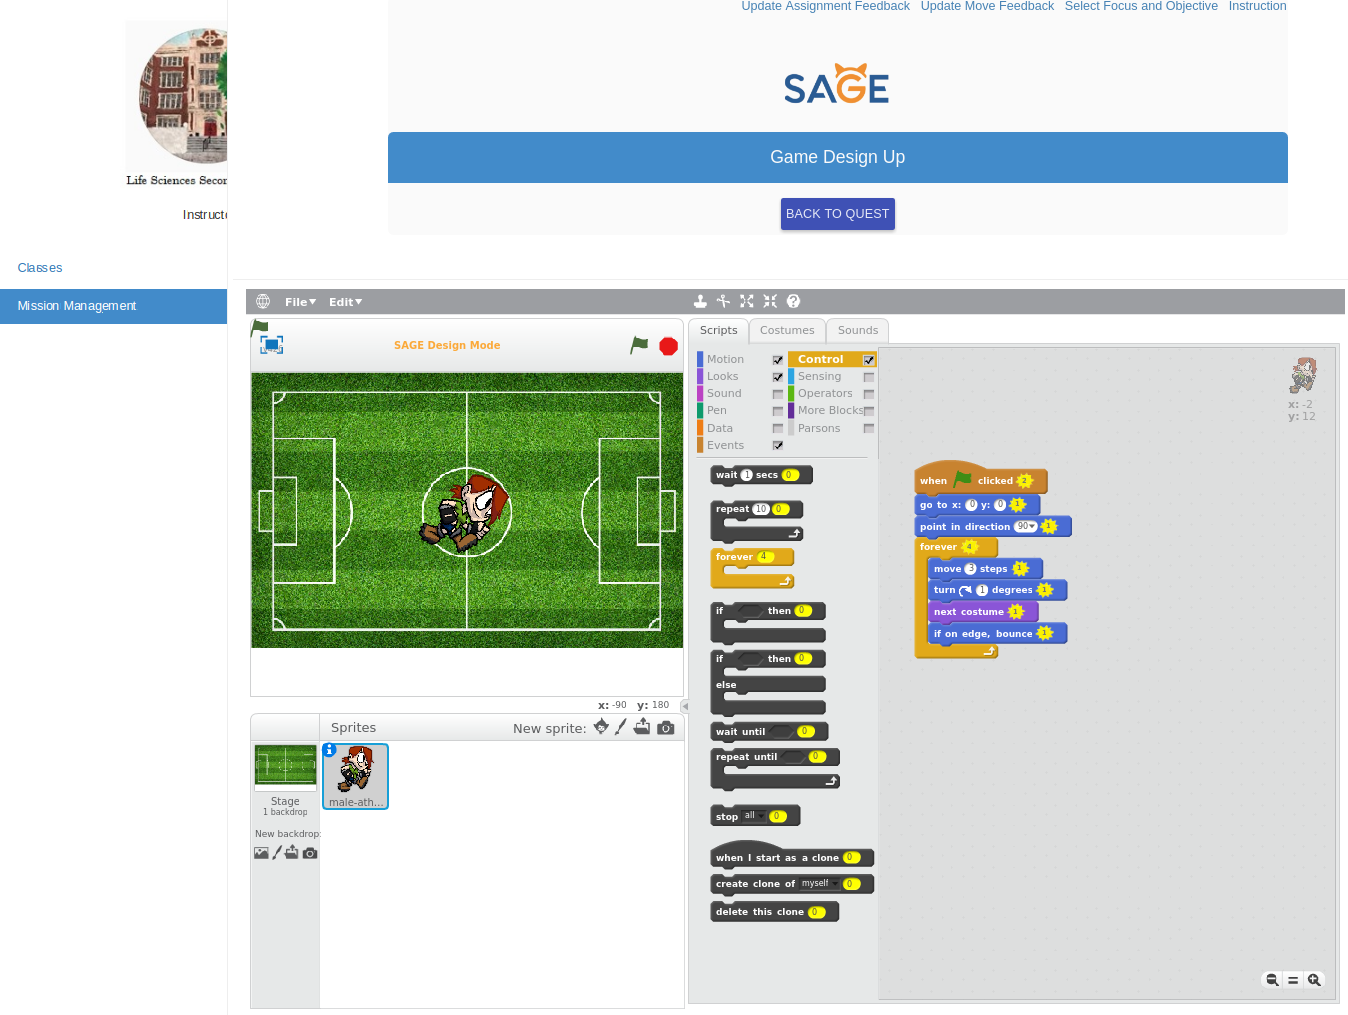 Update Assignment Feedback Update Move Feedback Select Focus and Objective Instruction
SAGE
Life Sciences Secon
Game Design Up
Instructo
BACK TO QUEST
Classes
Mission Management
File Edit
SAGE Design Mode
x: -90 y: 180
Sprites New sprite:
Stage
1 backdrop
New backdrop:
male-ath...
Scripts Costumes Sounds
Motion Control
Looks Sensing
Sound Operators
Pen More Blocks
Data Parsons
Events
wait 1 secs 0
repeat 10 0
forever 4
if then 0
if then 0
else
wait until 0
repeat until 0
stop all 0
when I start as a clone 0
create clone of myself 0
delete this clone 0
x: -2
y: 12
when clicked 2
go to x: 0 y: 0 1
point in direction 90 1
forever 4
move 3 steps 1
turn 1 degrees 1
next costume 1
if on edge, bounce 1